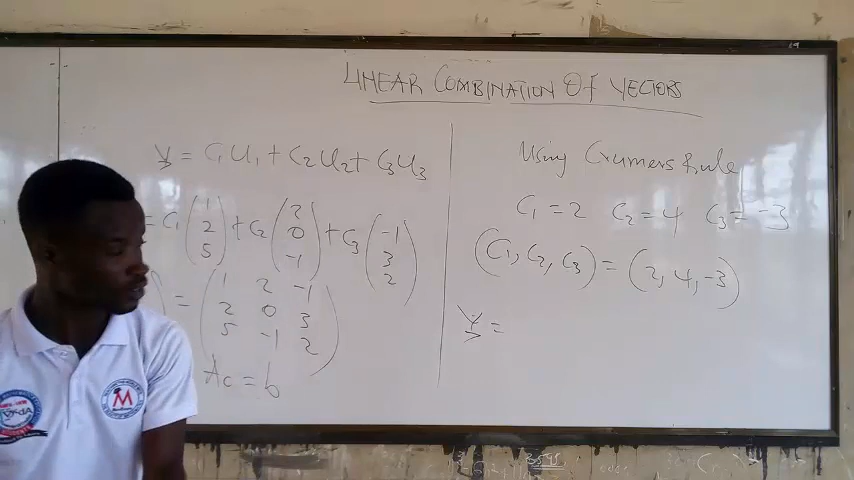 LINEAR COMBINATION Of VECTORS
v = C1U1 + C2U2 + C3U3
= C1 (1 2 5) + C2 (2 0 -1) + C3 (-1 3 2)
= (1 2 -1
2 0 3
5 -1 2)
Ac = b
Using Cramers Rule
C1 = 2 C2 = 4 C3 = -3
(C1, C2, C3) = (2, 4, -3)
v =
M